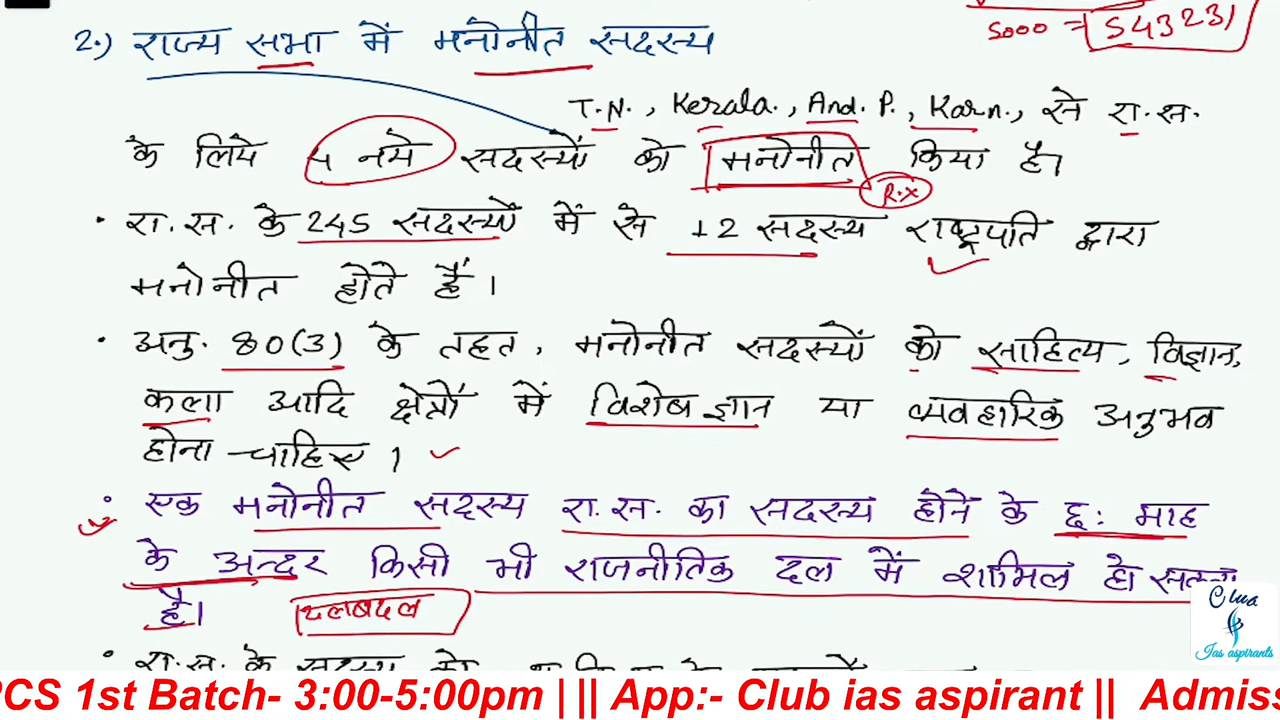 5000 = 543231
2.) राज्य सभा में मनोनीत सदस्य
T.N., Kerala., And. P., Karn., से रा.स.
के लिये 4 नये सदस्यों को मनोनीत किया है।
R.x
• रा.स. के 245 सदस्यों में से 12 सदस्य राष्ट्रपति द्वारा
मनोनीत होते हैं।
• अनु. 80(3) के तहत, मनोनीत सदस्यों को साहित्य, विज्ञान,
कला आदि क्षेत्रों में विशेष ज्ञान या व्यवहारिक अनुभव
होना चाहिए।
• एक मनोनीत सदस्य रा.स. का सदस्य होने के छः माह
के अन्दर किसी भी राजनीतिक दल में शामिल हो सकता
है। दलबदल
Club
Ias aspirants
• रा.स. के सदस्य को
PCS 1st Batch- 3:00-5:00pm | || App:- Club ias aspirant || Admiss